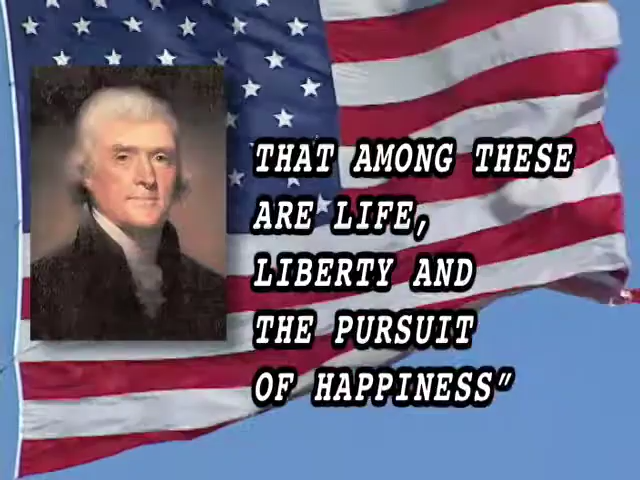 THAT AMONG THESE
ARE LIFE,
LIBERTY AND
THE PURSUIT
OF HAPPINESS”